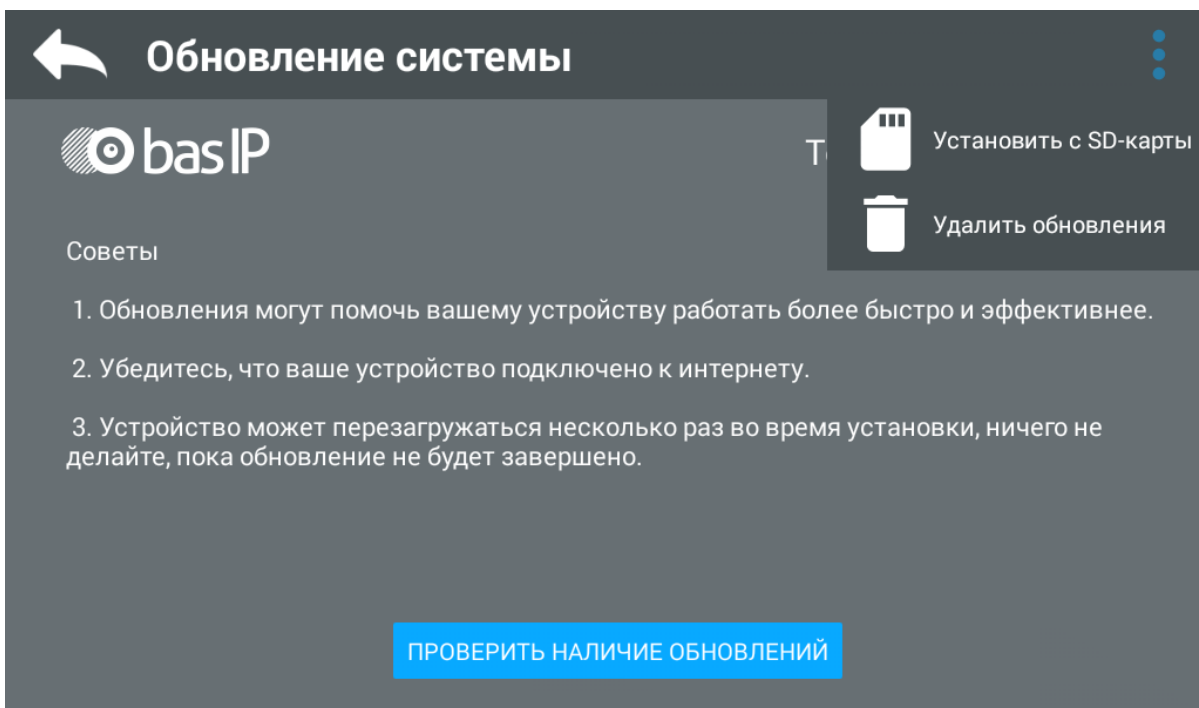 Обновление системы
bas IP
Установить с SD-карты
Удалить обновления
Советы
1. Обновления могут помочь вашему устройству работать более быстро и эффективнее.
2. Убедитесь, что ваше устройство подключено к интернету.
3. Устройство может перезагружаться несколько раз во время установки, ничего не
делайте, пока обновление не будет завершено.
ПРОВЕРИТЬ НАЛИЧИЕ ОБНОВЛЕНИЙ